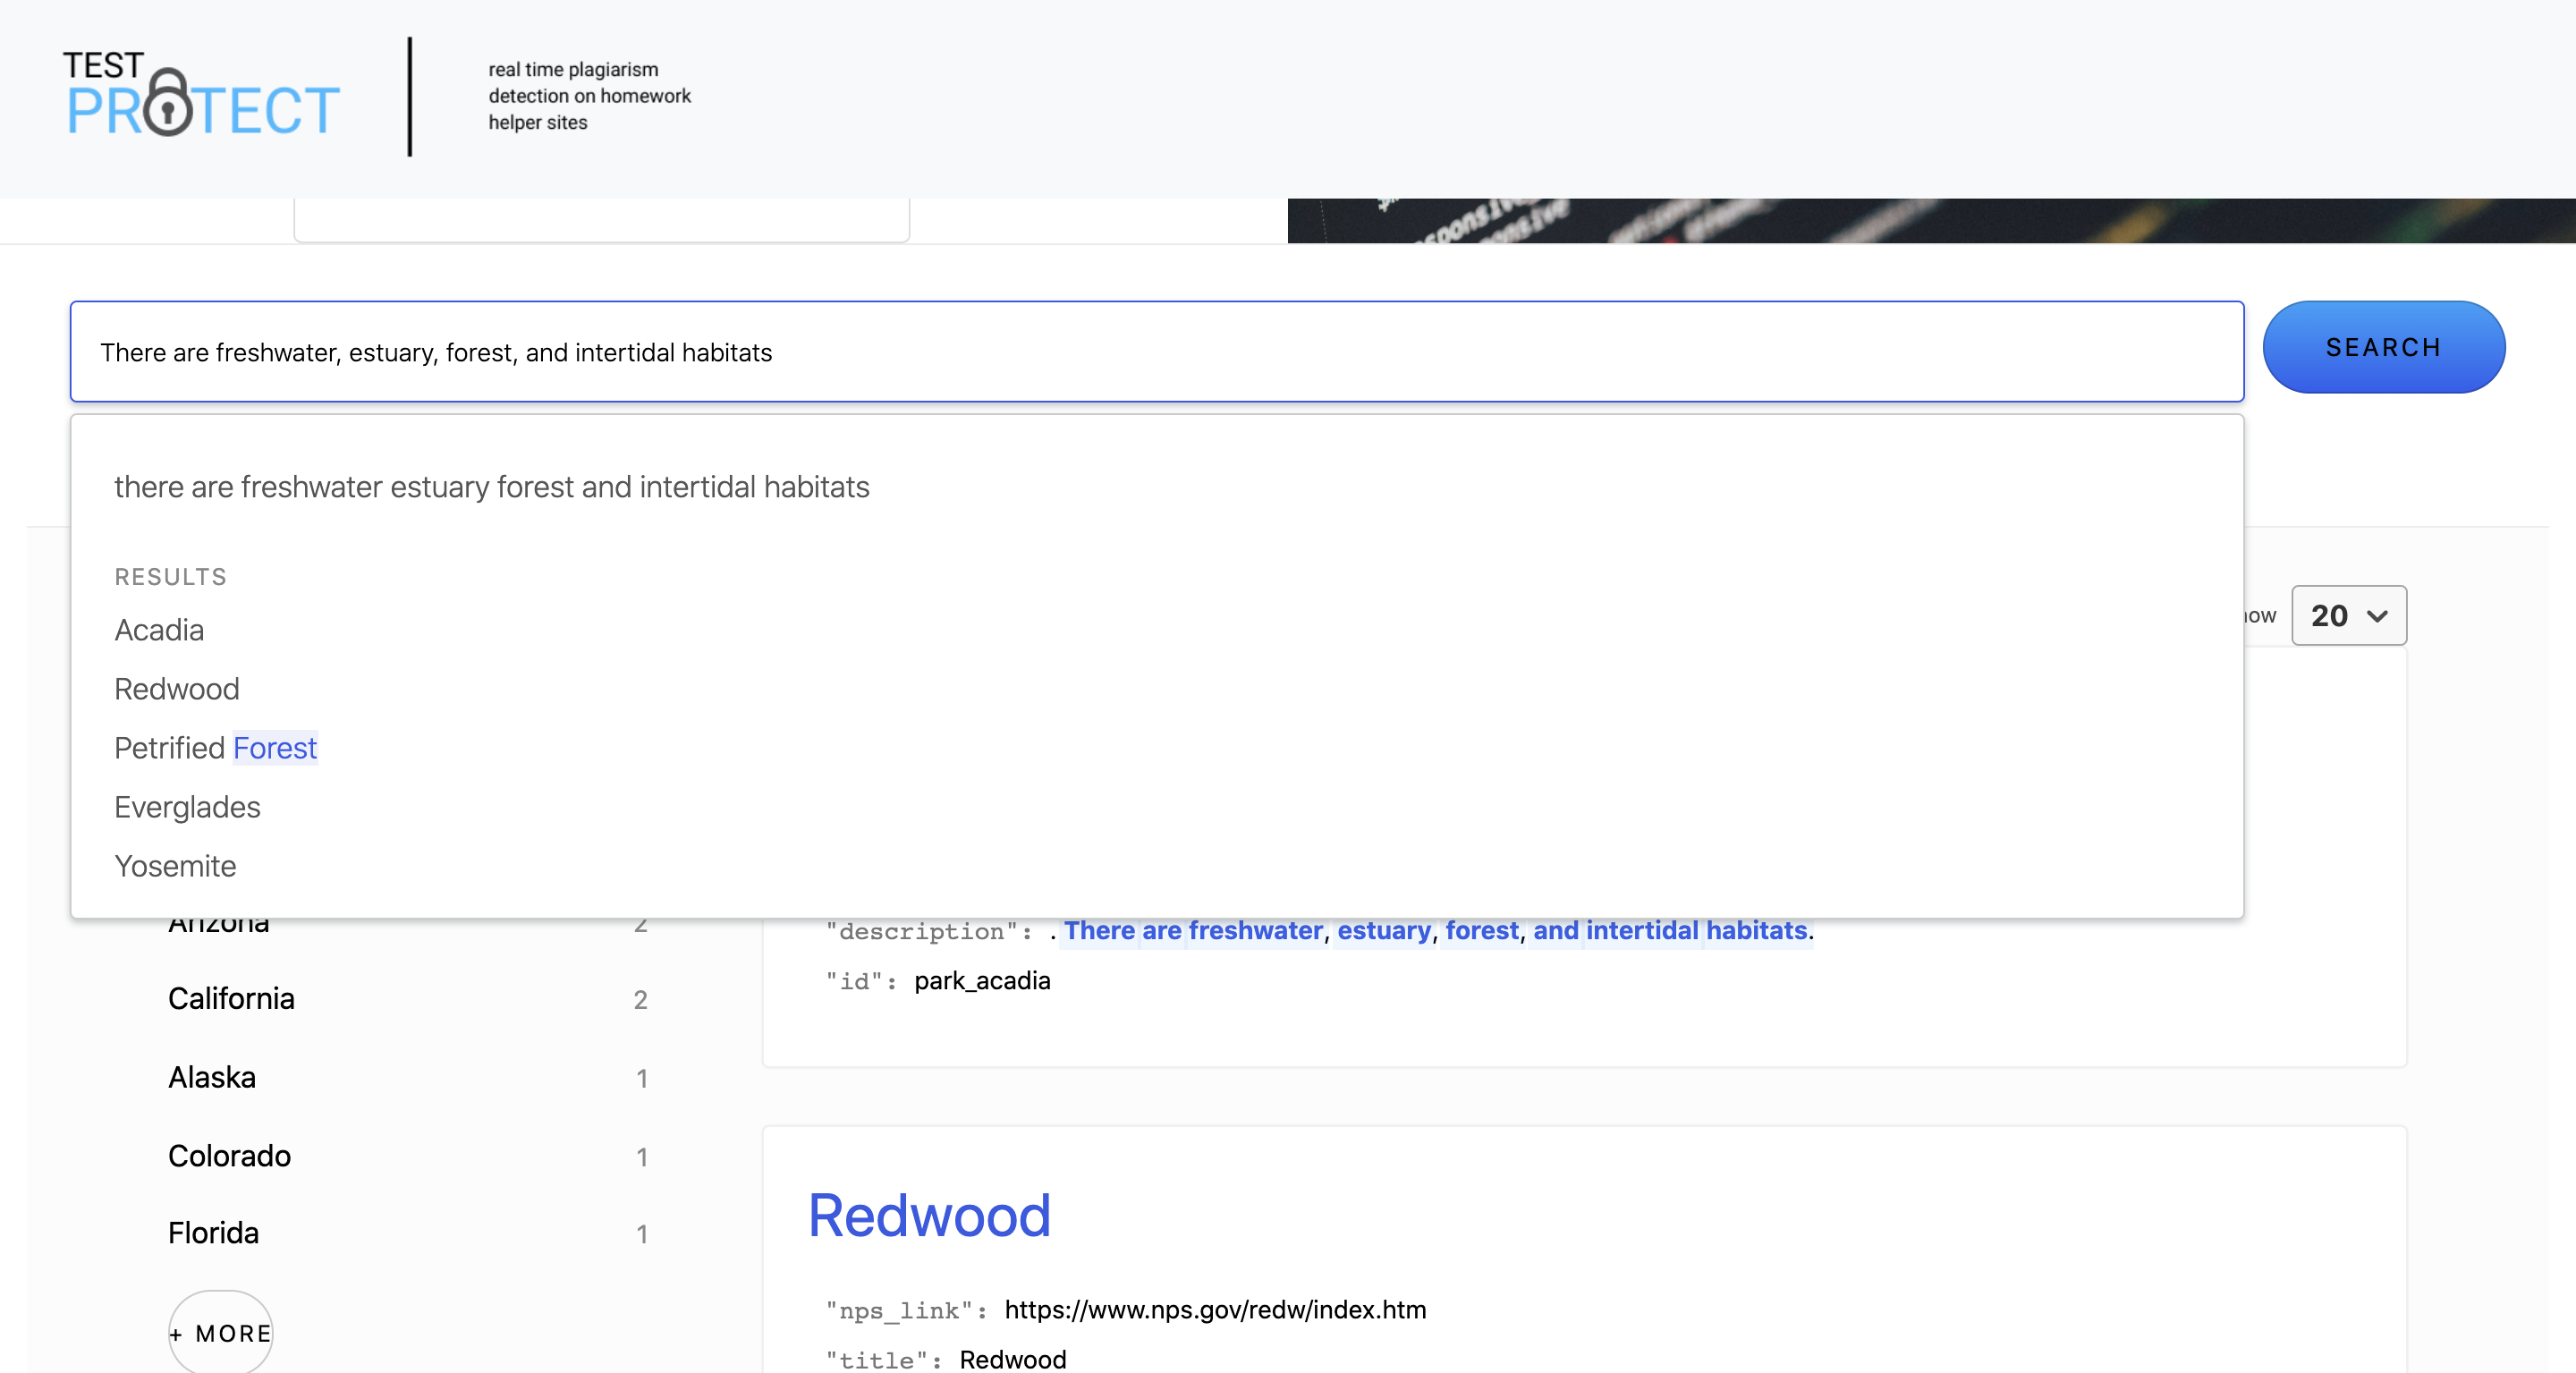 TEST
PROTECT
real time plagiarism
detection on homework
helper sites
There are freshwater, estuary, forest, and intertidal habitats
SEARCH
there are freshwater estuary forest and intertidal habitats
RESULTS
Acadia
Redwood
Petrified Forest
Everglades
Yosemite
20
Arizona 2
California 2
Alaska 1
Colorado 1
Florida 1
+ MORE
"description": . There are freshwater, estuary, forest, and intertidal habitats.
"id": park_acadia
Redwood
"nps_link": https://www.nps.gov/redw/index.htm
"title": Redwood